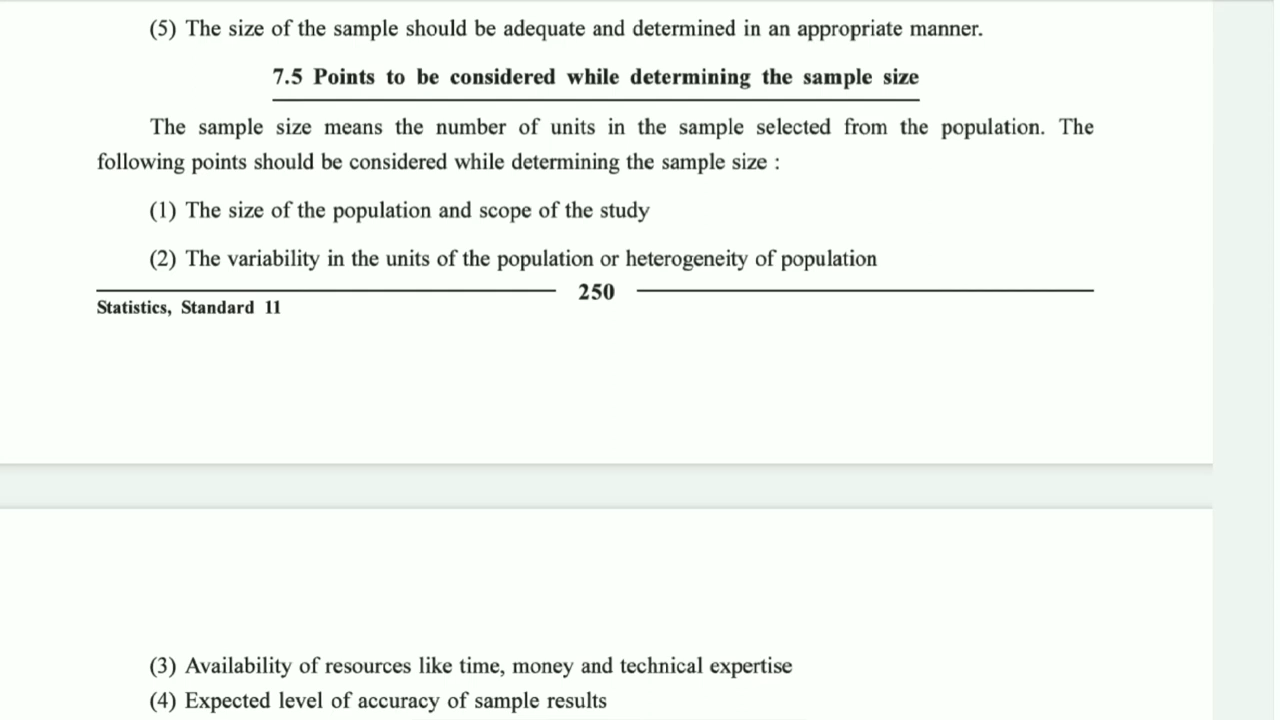 (5) The size of the sample should be adequate and determined in an appropriate manner.
7.5 Points to be considered while determining the sample size
The sample size means the number of units in the sample selected from the population. The
following points should be considered while determining the sample size :
(1) The size of the population and scope of the study
(2) The variability in the units of the population or heterogeneity of population
250
Statistics, Standard 11
(3) Availability of resources like time, money and technical expertise
(4) Expected level of accuracy of sample results